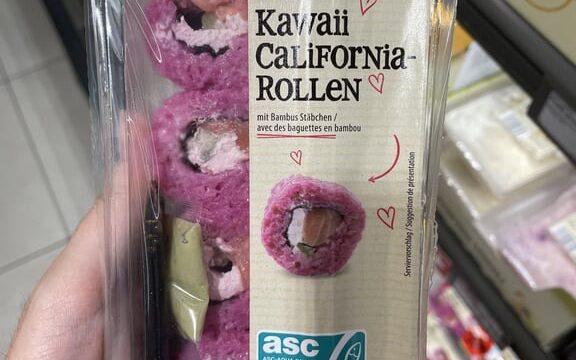 Kawaii
CALiFORNiA-
ROLLEN
mit Bambus Stäbchen /
avec des baguettes en bambou
Serviervorschlag / Suggestion de présentation
asc